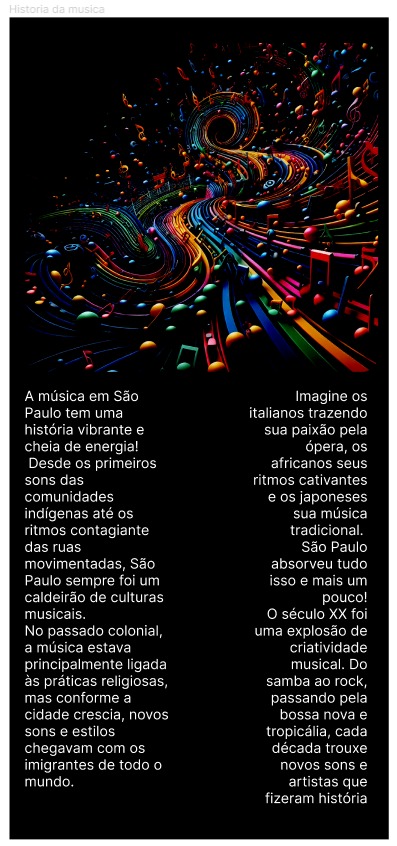 Historia da musica
A música em São
Paulo tem uma
história vibrante e
cheia de energia!
Desde os primeiros
sons das
comunidades
indígenas até os
ritmos contagiante
das ruas
movimentadas, São
Paulo sempre foi um
caldeirão de culturas
musicais.
No passado colonial,
a música estava
principalmente ligada
às práticas religiosas,
mas conforme a
cidade crescia, novos
sons e estilos
chegavam com os
imigrantes de todo o
mundo.
Imagine os
italianos trazendo
sua paixão pela
ópera, os
africanos seus
ritmos cativantes
e os japoneses
sua música
tradicional.
São Paulo
absorveu tudo
isso e mais um
pouco!
O século XX foi
uma explosão de
criatividade
musical. Do
samba ao rock,
passando pela
bossa nova e
tropicália, cada
década trouxe
novos sons e
artistas que
fizeram história